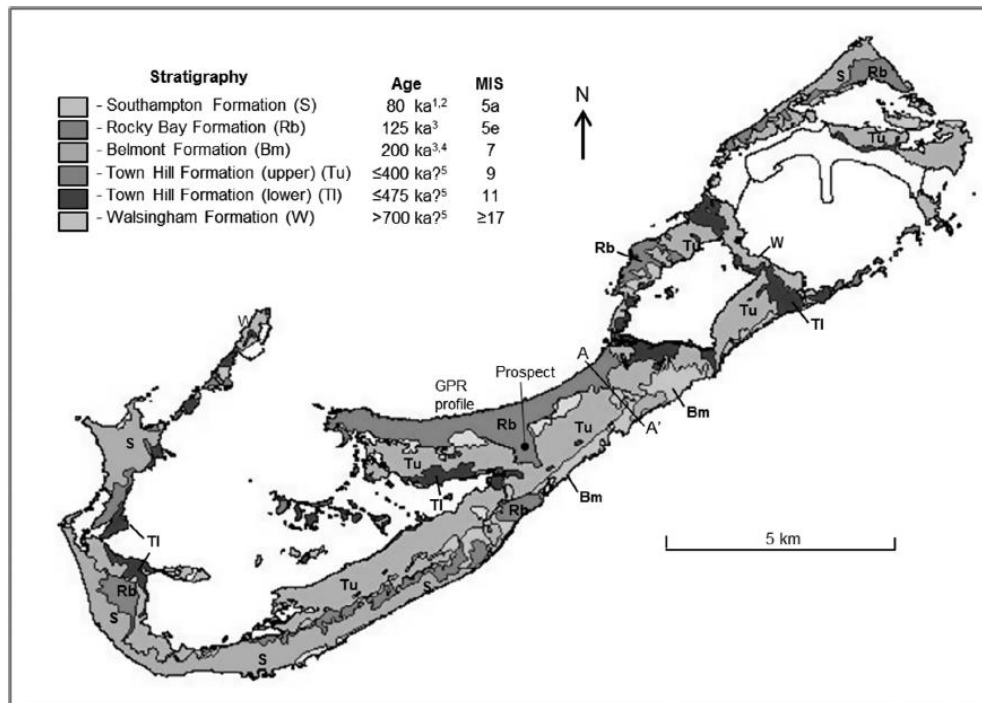 Stratigraphy Age MIS
- Southampton Formation (S) 80 ka1,2 5a
- Rocky Bay Formation (Rb) 125 ka3 5e
- Belmont Formation (Bm) 200 ka3,4 7
- Town Hill Formation (upper) (Tu) ≤400 ka?5 9
- Town Hill Formation (lower) (Tl) ≤475 ka?5 11
- Walsingham Formation (W) >700 ka?5 ≥17
N
S
Rb
Tu
W
Rb
Tu
Tu
Tl
W
A
Prospect
GPR
profile
Bm
A'
Rb
Tu
S
Tu
Tl
Bm
Rb
5 km
Tl
Rb
Tu
S
S
S